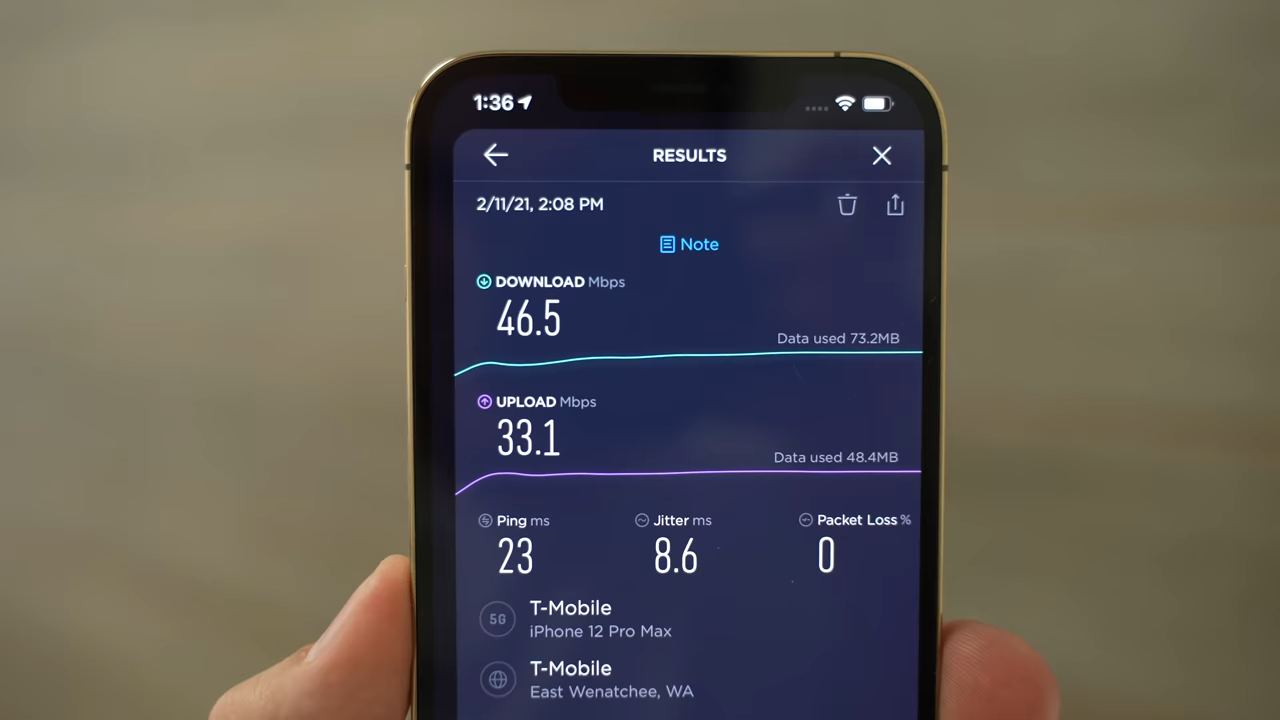 1:36
RESULTS
2/11/21, 2:08 PM
Note
DOWNLOAD Mbps
46.5
Data used 73.2MB
UPLOAD Mbps
33.1
Data used 48.4MB
Ping ms Jitter ms Packet Loss %
23 8.6 0
5G T-Mobile
iPhone 12 Pro Max
T-Mobile
East Wenatchee, WA